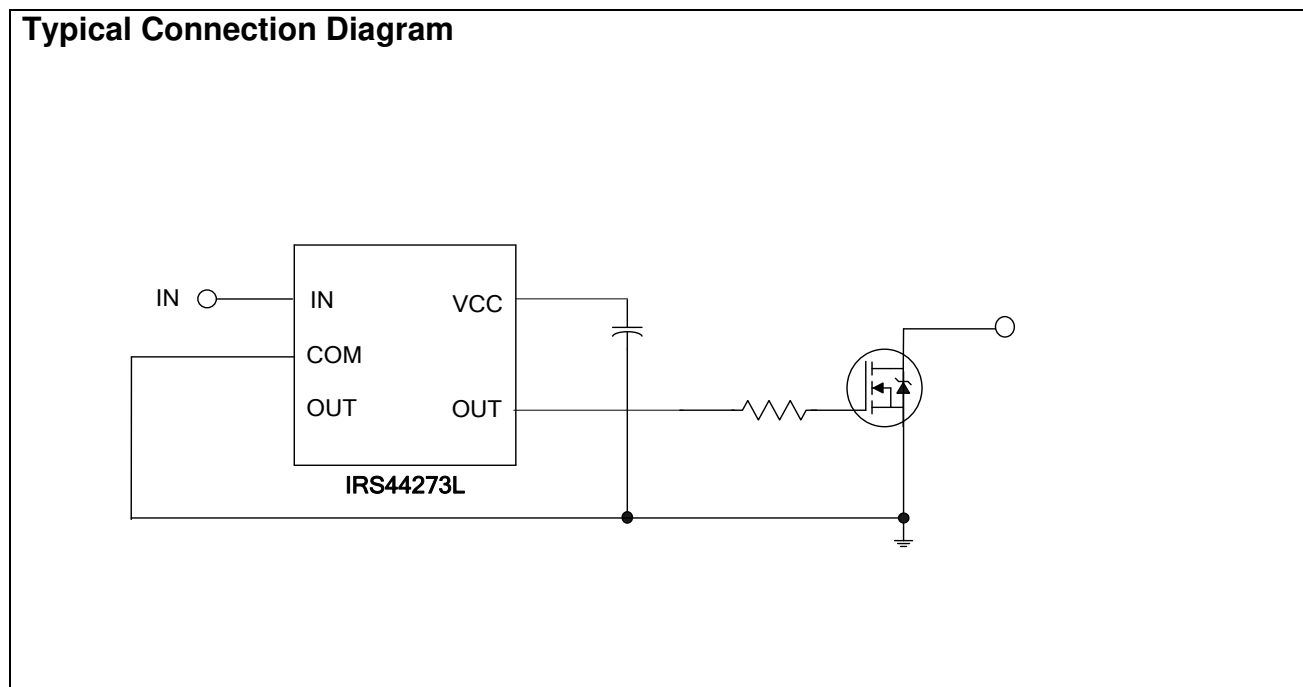 Typical Connection Diagram
IN
IN
VCC
COM
OUT
OUT
IRS44273L